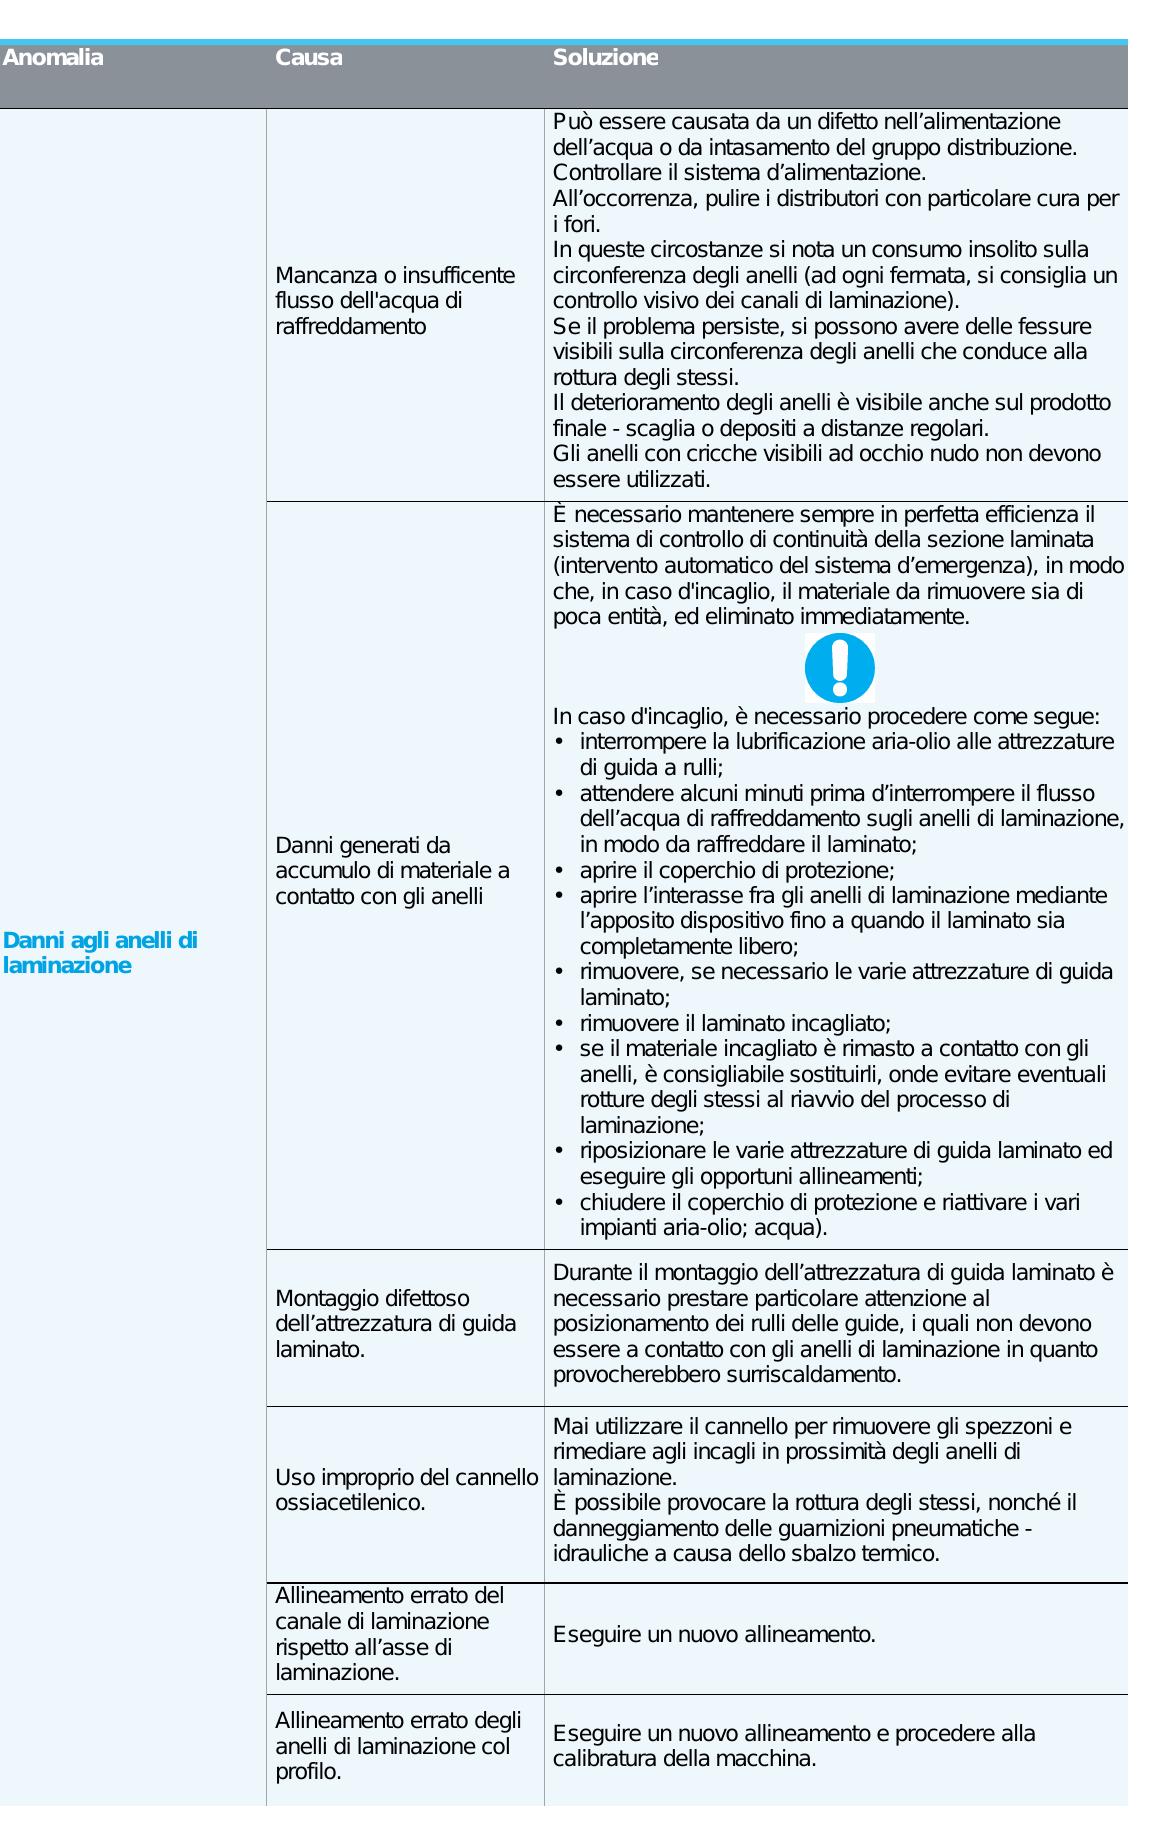 Anomalia
Causa
Soluzione
Danni agli anelli di
laminazione
Mancanza o insufficente
flusso dell'acqua di
raffreddamento
Può essere causata da un difetto nell’alimentazione
dell’acqua o da intasamento del gruppo distribuzione.
Controllare il sistema d’alimentazione.
All’occorrenza, pulire i distributori con particolare cura per
i fori.
In queste circostanze si nota un consumo insolito sulla
circonferenza degli anelli (ad ogni fermata, si consiglia un
controllo visivo dei canali di laminazione).
Se il problema persiste, si possono avere delle fessure
visibili sulla circonferenza degli anelli che conduce alla
rottura degli stessi.
Il deterioramento degli anelli è visibile anche sul prodotto
finale - scaglia o depositi a distanze regolari.
Gli anelli con cricche visibili ad occhio nudo non devono
essere utilizzati.
Danni generati da
accumulo di materiale a
contatto con gli anelli
È necessario mantenere sempre in perfetta efficienza il
sistema di controllo di continuità della sezione laminata
(intervento automatico del sistema d’emergenza), in modo
che, in caso d'incaglio, il materiale da rimuovere sia di
poca entità, ed eliminato immediatamente.
In caso d'incaglio, è necessario procedere come segue:
• interrompere la lubrificazione aria-olio alle attrezzature
di guida a rulli;
• attendere alcuni minuti prima d’interrompere il flusso
dell’acqua di raffreddamento sugli anelli di laminazione,
in modo da raffreddare il laminato;
• aprire il coperchio di protezione;
• aprire l’interasse fra gli anelli di laminazione mediante
l’apposito dispositivo fino a quando il laminato sia
completamente libero;
• rimuovere, se necessario le varie attrezzature di guida
laminato;
• rimuovere il laminato incagliato;
• se il materiale incagliato è rimasto a contatto con gli
anelli, è consigliabile sostituirli, onde evitare eventuali
rotture degli stessi al riavvio del processo di
laminazione;
• riposizionare le varie attrezzature di guida laminato ed
eseguire gli opportuni allineamenti;
• chiudere il coperchio di protezione e riattivare i vari
impianti aria-olio; acqua).
Montaggio difettoso
dell’attrezzatura di guida
laminato.
Durante il montaggio dell’attrezzatura di guida laminato è
necessario prestare particolare attenzione al
posizionamento dei rulli delle guide, i quali non devono
essere a contatto con gli anelli di laminazione in quanto
provocherebbero surriscaldamento.
Uso improprio del cannello
ossiacetilenico.
Mai utilizzare il cannello per rimuovere gli spezzoni e
rimediare agli incagli in prossimità degli anelli di
laminazione.
È possibile provocare la rottura degli stessi, nonché il
danneggiamento delle guarnizioni pneumatiche -
idrauliche a causa dello sbalzo termico.
Allineamento errato del
canale di laminazione
rispetto all’asse di
laminazione.
Eseguire un nuovo allineamento.
Allineamento errato degli
anelli di laminazione col
profilo.
Eseguire un nuovo allineamento e procedere alla
calibratura della macchina.